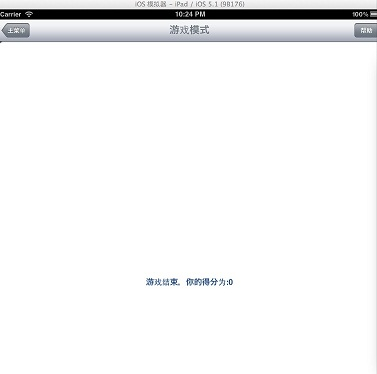 iOS 模拟器 - iPad / iOS 5.1 (9B176)
Carrier 10:24 PM 100%
主菜单 游戏模式 帮助
游戏结束，你的得分为:0